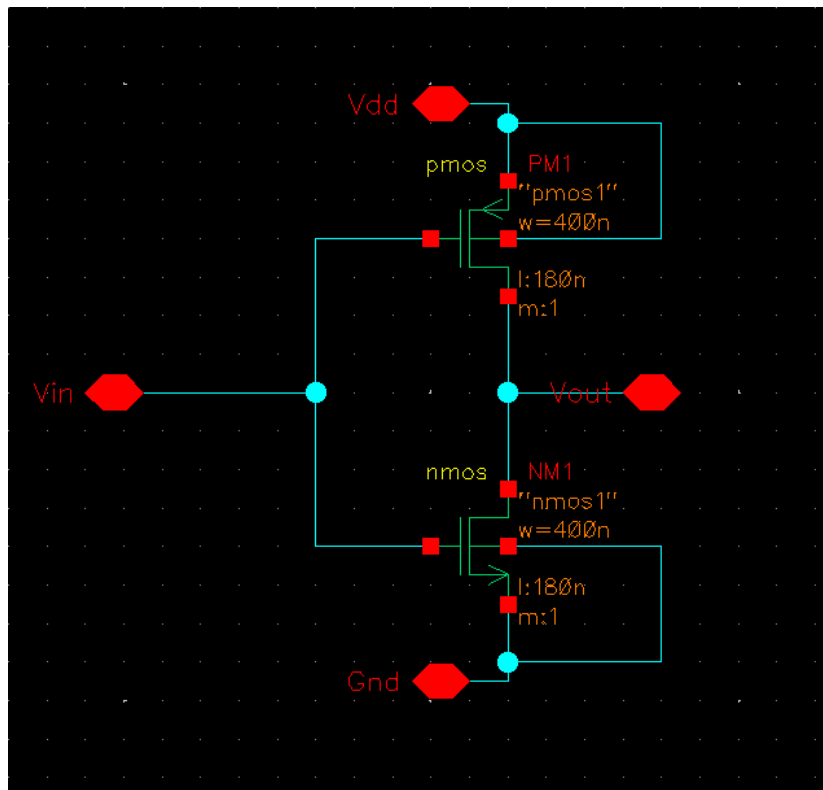 Vdd
pmos
PM1
"pmos1"
w=400n
l:180n
m:1
Vin
Vout
nmos
NM1
"nmos1"
w=400n
l:180n
m:1
Gnd